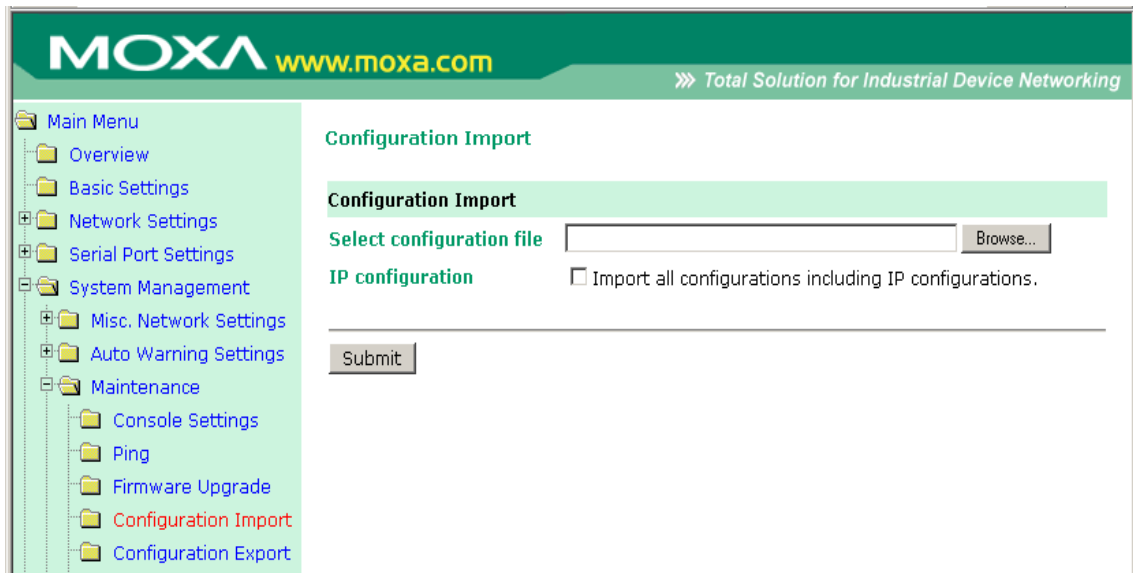 MOXA www.moxa.com
Total Solution for Industrial Device Networking
Main Menu
Overview
Basic Settings
Network Settings
Serial Port Settings
System Management
Misc. Network Settings
Auto Warning Settings
Maintenance
Console Settings
Ping
Firmware Upgrade
Configuration Import
Configuration Export
Configuration Import
Configuration Import
Select configuration file Browse...
IP configuration Import all configurations including IP configurations.
Submit